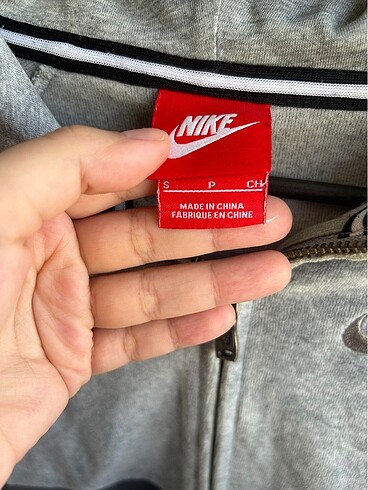 NIKE
S P CH
MADE IN CHINA
FABRIQUE EN CHINE